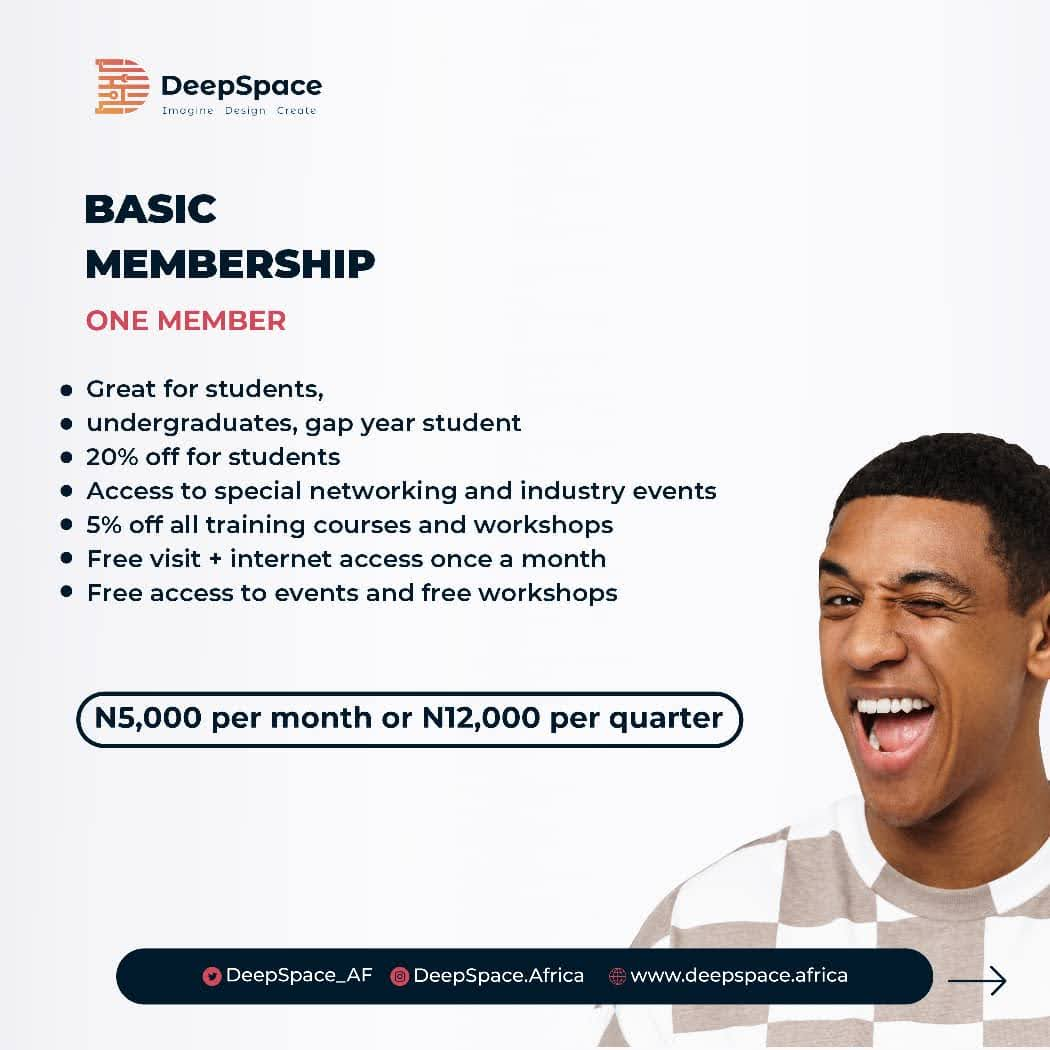 DeepSpace
Imagine Design Create
BASIC
MEMBERSHIP
ONE MEMBER
• Great for students,
• undergraduates, gap year student
• 20% off for students
• Access to special networking and industry events
• 5% off all training courses and workshops
• Free visit + internet access once a month
• Free access to events and free workshops
N5,000 per month or N12,000 per quarter
DeepSpace_AF DeepSpace.Africa www.deepspace.africa